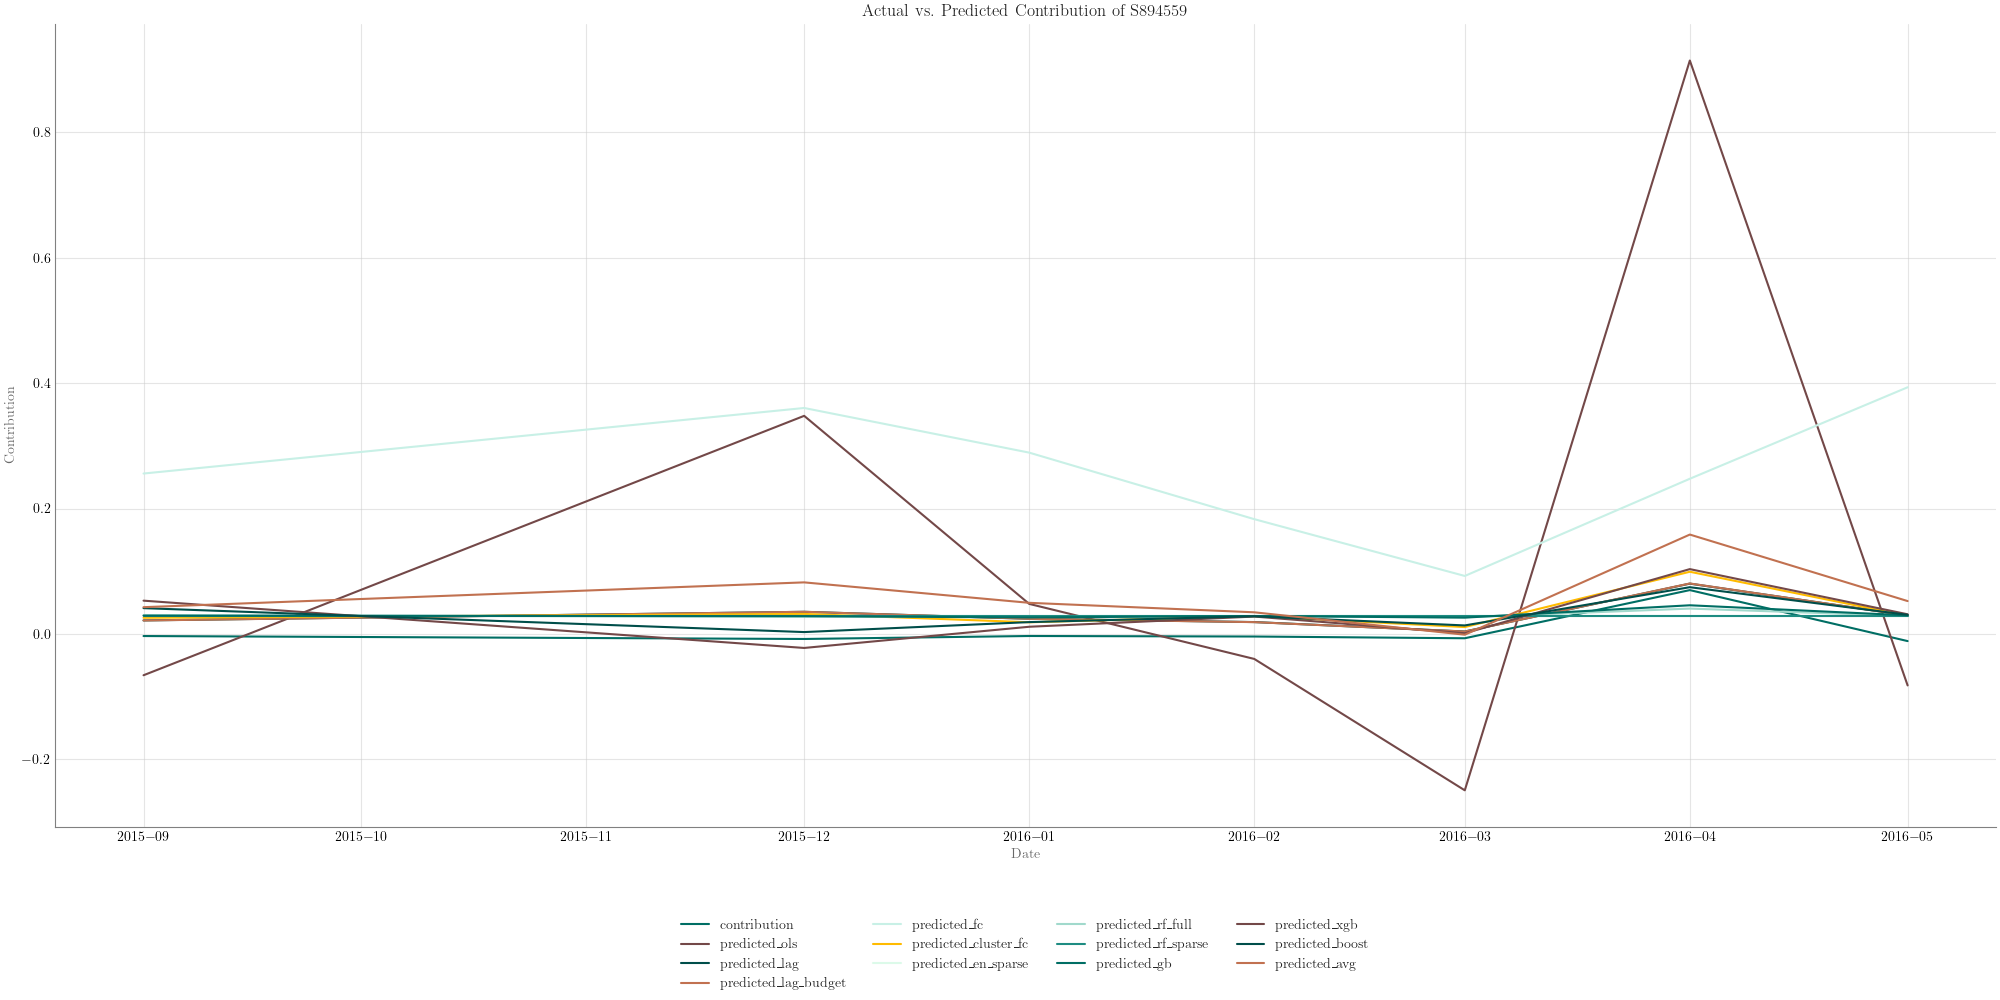 Actual vs. Predicted Contribution of S894559
Contribution
0.8
0.6
0.4
0.2
0.0
−0.2
2015−09 2015−10 2015−11 2015−12 2016−01 2016−02 2016−03 2016−04 2016−05
Date
contribution predicted_fc predicted_rf_full predicted_xgb
predicted_ols predicted_cluster_fc predicted_rf_sparse predicted_boost
predicted_lag predicted_en_sparse predicted_gb predicted_avg
predicted_lag_budget